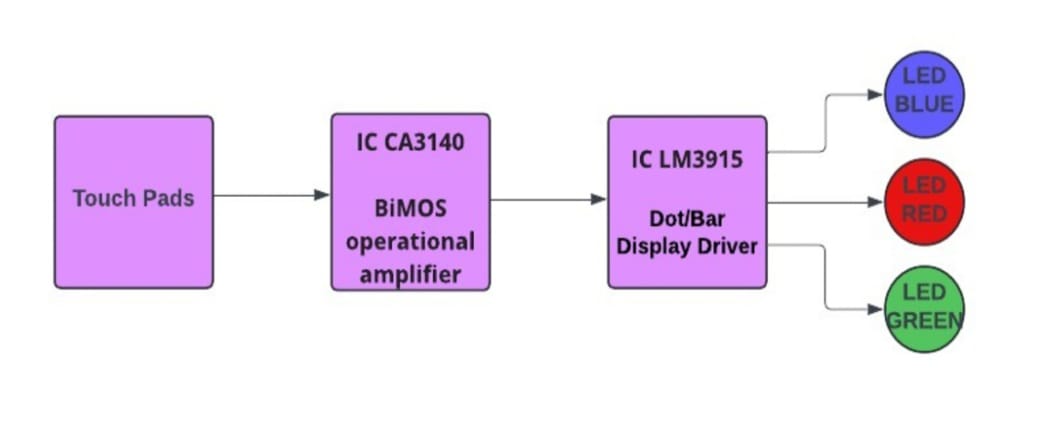 Touch Pads
IC CA3140
BiMOS
operational
amplifier
IC LM3915
Dot/Bar
Display Driver
LED
BLUE
LED
RED
LED
GREEN